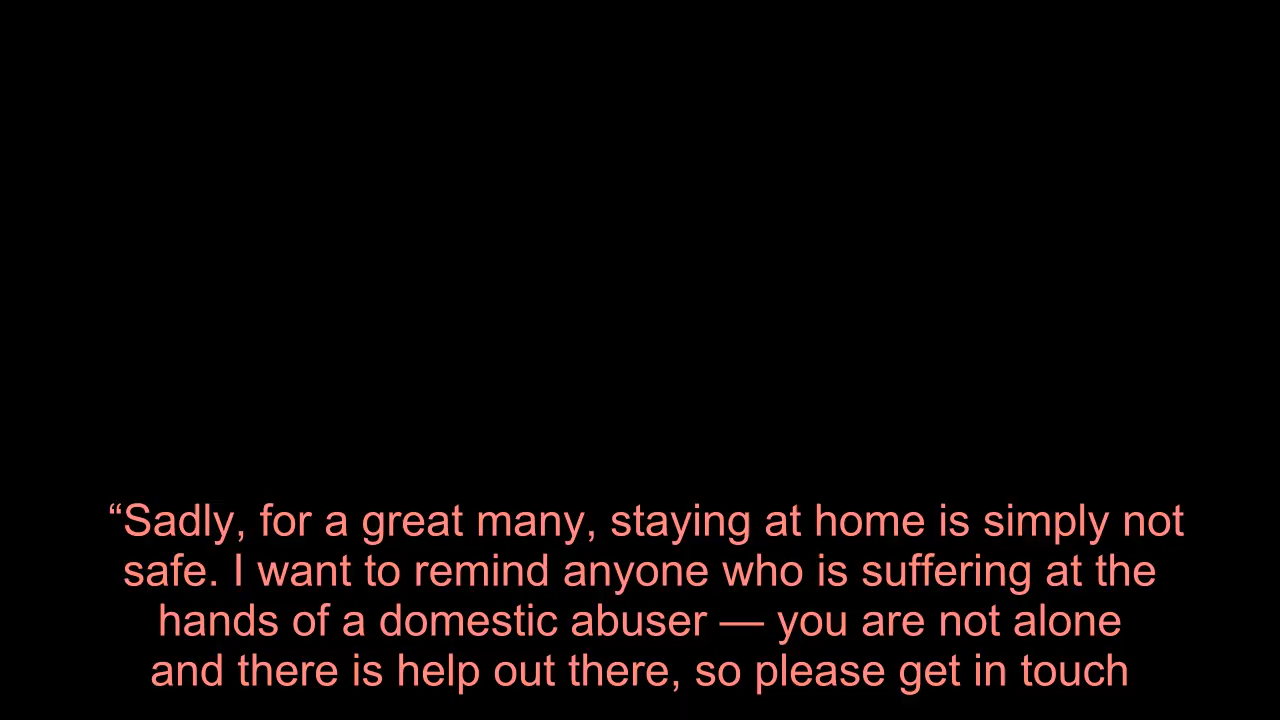 “Sadly, for a great many, staying at home is simply not
safe. I want to remind anyone who is suffering at the
hands of a domestic abuser — you are not alone
and there is help out there, so please get in touch